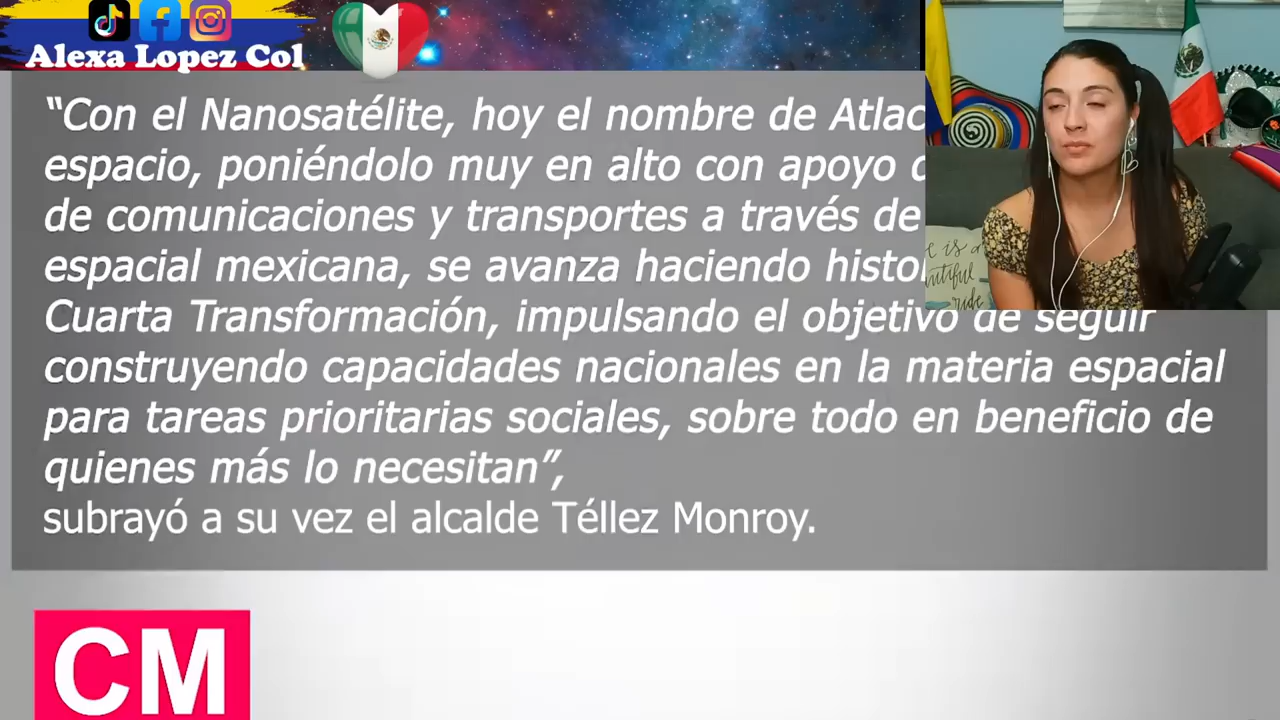 Alexa Lopez Col
“Con el Nanosatélite, hoy el nombre de Atlac
espacio, poniéndolo muy en alto con apoyo
de comunicaciones y transportes a través de
espacial mexicana, se avanza haciendo histo
Cuarta Transformación, impulsando el objetivo de seguir
construyendo capacidades nacionales en la materia espacial
para tareas prioritarias sociales, sobre todo en beneficio de
quienes más lo necesitan”,
subrayó a su vez el alcalde Téllez Monroy.
CM